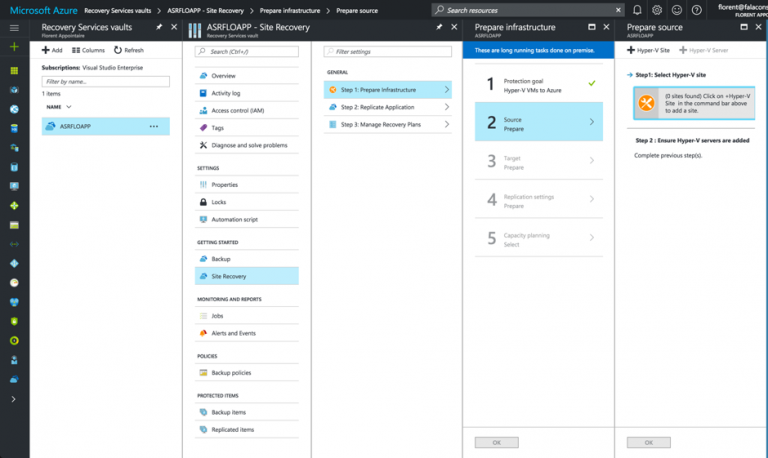 Microsoft Azure Recovery Services vaults > ASRFLOAPP - Site Recovery > Prepare infrastructure > Prepare source
Search resources
florent@falacons
FLORENT APPOI
Recovery Services vaults
Florent Appointaire
Add Columns Refresh
Subscriptions: Visual Studio Enterprise
Filter by name...
1 items
NAME
ASRFLOAPP
ASRFLOAPP - Site Recovery
Recovery Services vault
Search (Ctrl+/)
Overview
Activity log
Access control (IAM)
Tags
Diagnose and solve problems
SETTINGS
Properties
Locks
Automation script
GETTING STARTED
Backup
Site Recovery
MONITORING AND REPORTS
Jobs
Alerts and Events
POLICIES
Backup policies
PROTECTED ITEMS
Backup items
Replicated items
Filter settings
GENERAL
Step 1: Prepare Infrastructure
Step 2: Replicate Application
Step 3: Manage Recovery Plans
Prepare infrastructure
ASRFLOAPP
These are long running tasks done on premise.
1 Protection goal
Hyper-V VMs to Azure
2 Source
Prepare
3 Target
Prepare
4 Replication settings
Prepare
5 Capacity planning
Select
OK
Prepare source
ASRFLOAPP
+Hyper-V Site +Hyper-V Server
Step1: Select Hyper-V site
(0 sites found) Click on +Hyper-V
Site in the command bar above
to add a site.
Step 2 : Ensure Hyper-V servers are added
Complete previous step(s).
OK